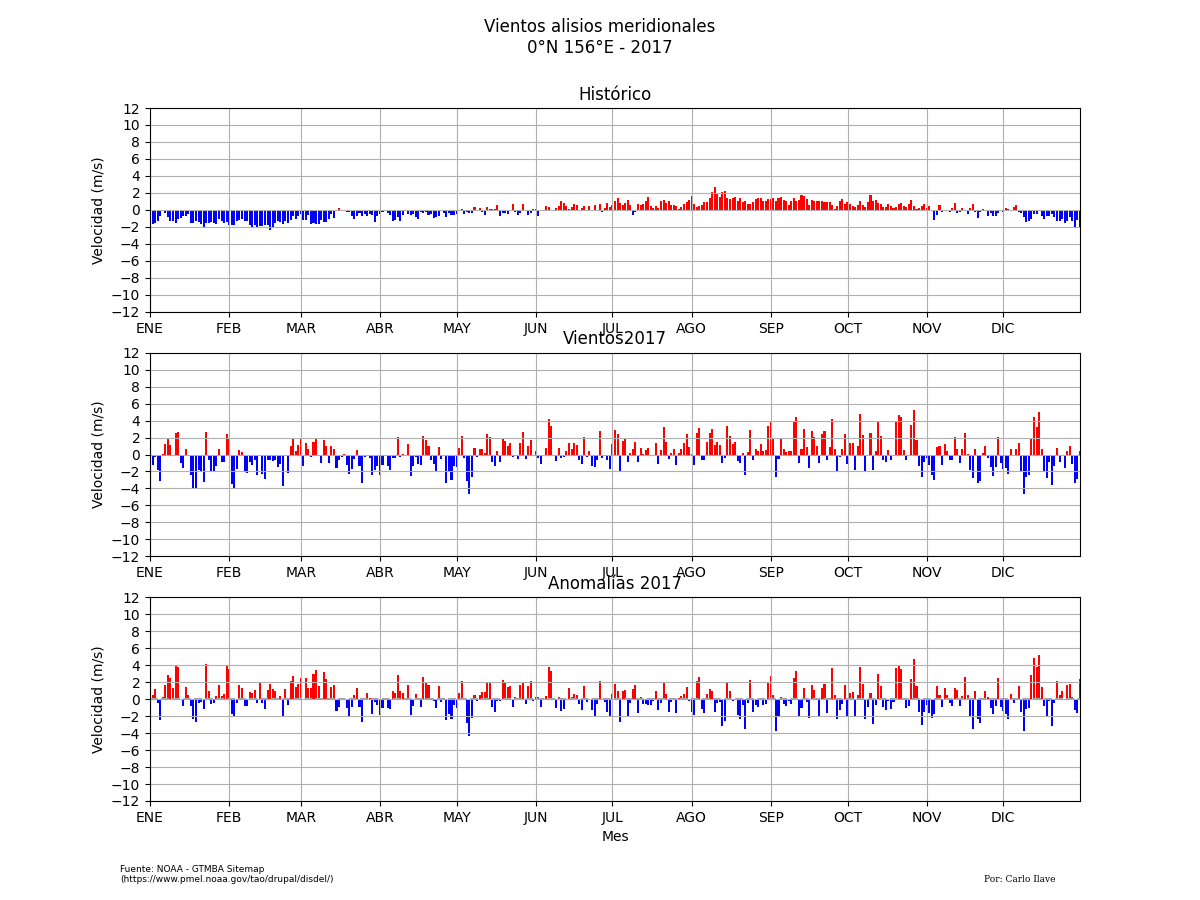 Vientos alisios meridionales
0°N 156°E - 2017
Histórico
12
10
8
6
4
2
0
−2
−4
−6
−8
−10
−12
Velocidad (m/s)
ENE FEB MAR ABR MAY JUN JUL AGO SEP OCT NOV DIC
Vientos2017
12
10
8
6
4
2
0
−2
−4
−6
−8
−10
−12
Velocidad (m/s)
ENE FEB MAR ABR MAY JUN JUL AGO SEP OCT NOV DIC
Anomalías 2017
12
10
8
6
4
2
0
−2
−4
−6
−8
−10
−12
Velocidad (m/s)
ENE FEB MAR ABR MAY JUN JUL AGO SEP OCT NOV DIC
Mes
Fuente: NOAA - GTMBA Sitemap
(https://www.pmel.noaa.gov/tao/drupal/disdel/)
Por: Carlo Ilave